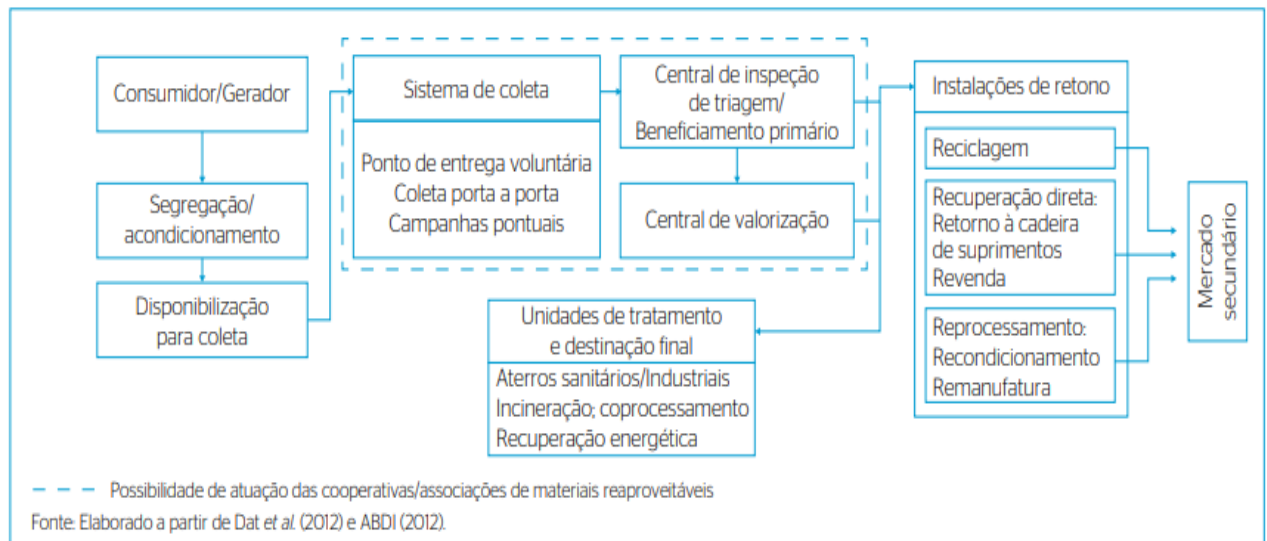 Consumidor/Gerador
Segregação/
acondicionamento
Disponibilização
para coleta
Sistema de coleta
Ponto de entrega voluntária
Coleta porta a porta
Campanhas pontuais
Central de inspeção
de triagem/
Beneficiamento primário
Central de valorização
Unidades de tratamento
e destinação final
Aterros sanitários/Industriais
Incineração; coprocessamento
Recuperação energética
Instalações de retono
Reciclagem
Recuperação direta:
Retorno à cadeira
de suprimentos
Revenda
Reprocessamento:
Recondicionamento
Remanufatura
Mercado
secundário
Possibilidade de atuação das cooperativas/associações de materiais reaproveitáveis
Fonte: Elaborado a partir de Dat et al. (2012) e ABDI (2012).